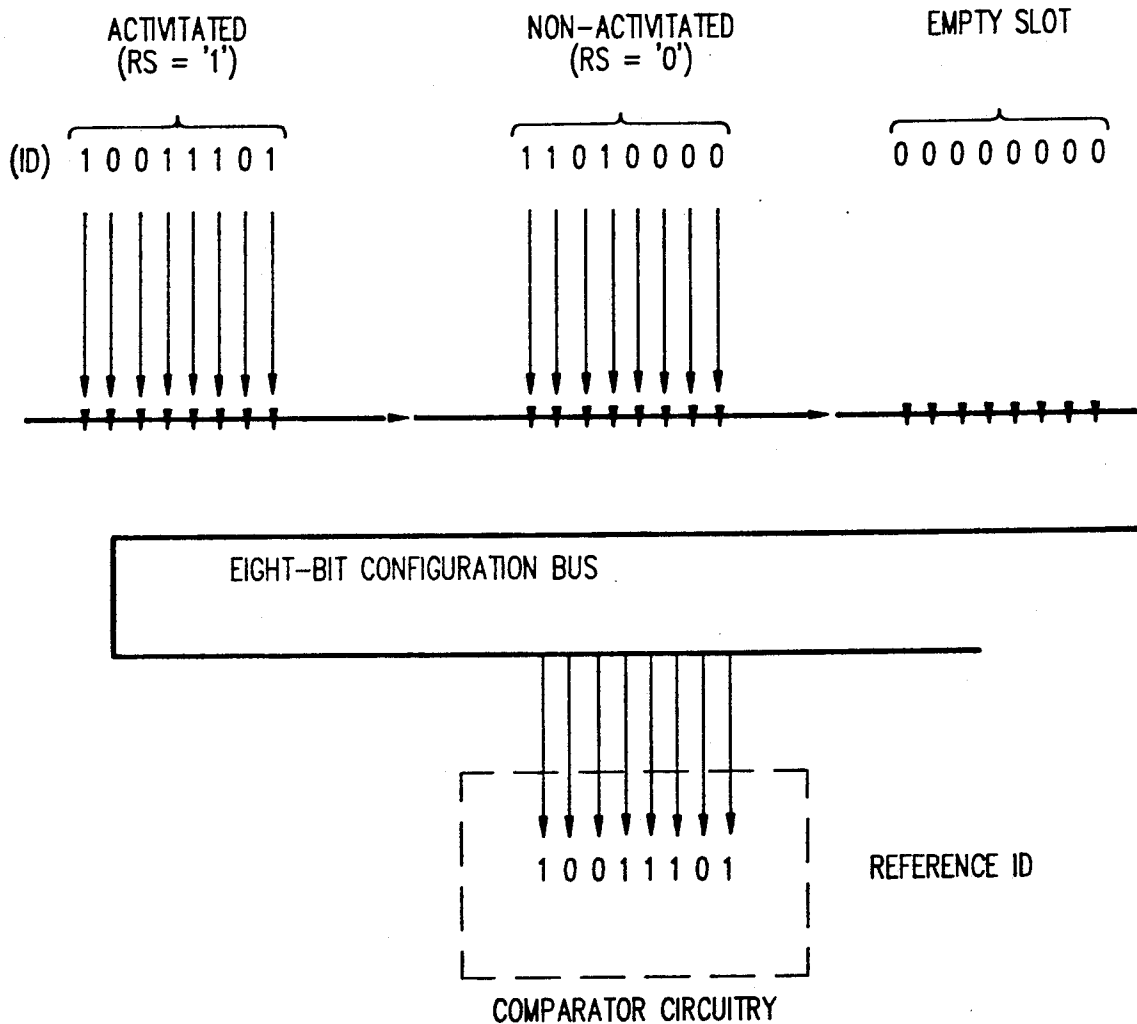 ACTIVITATED
(RS = '1')
NON-ACTIVITATED
(RS = '0')
EMPTY SLOT
(ID) 1 0 0 1 1 1 0 1
1 1 0 1 0 0 0 0
0 0 0 0 0 0 0 0
EIGHT-BIT CONFIGURATION BUS
1 0 0 1 1 1 0 1
REFERENCE ID
COMPARATOR CIRCUITRY